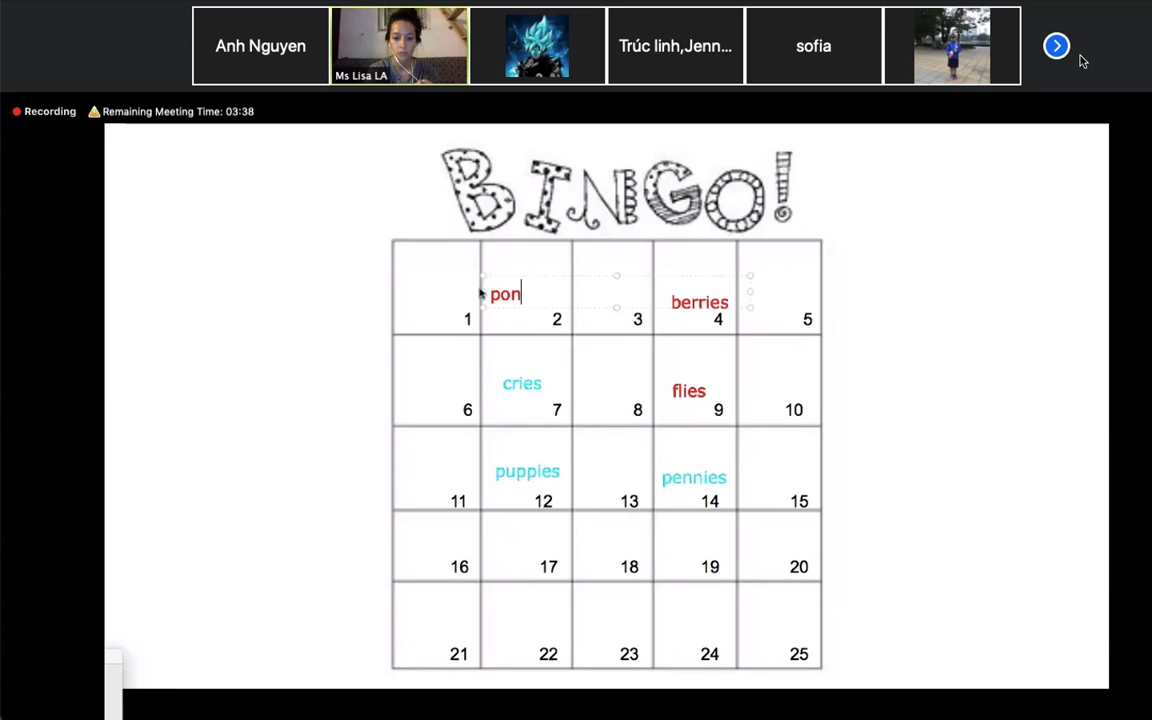 Anh Nguyen
Ms Lisa LA
Trúc linh,Jenn...
sofia
Recording
Remaining Meeting Time: 03:38
BINGO!
pon
berries
1 2 3 4 5
cries
flies
6 7 8 9 10
puppies
pennies
11 12 13 14 15
16 17 18 19 20
21 22 23 24 25